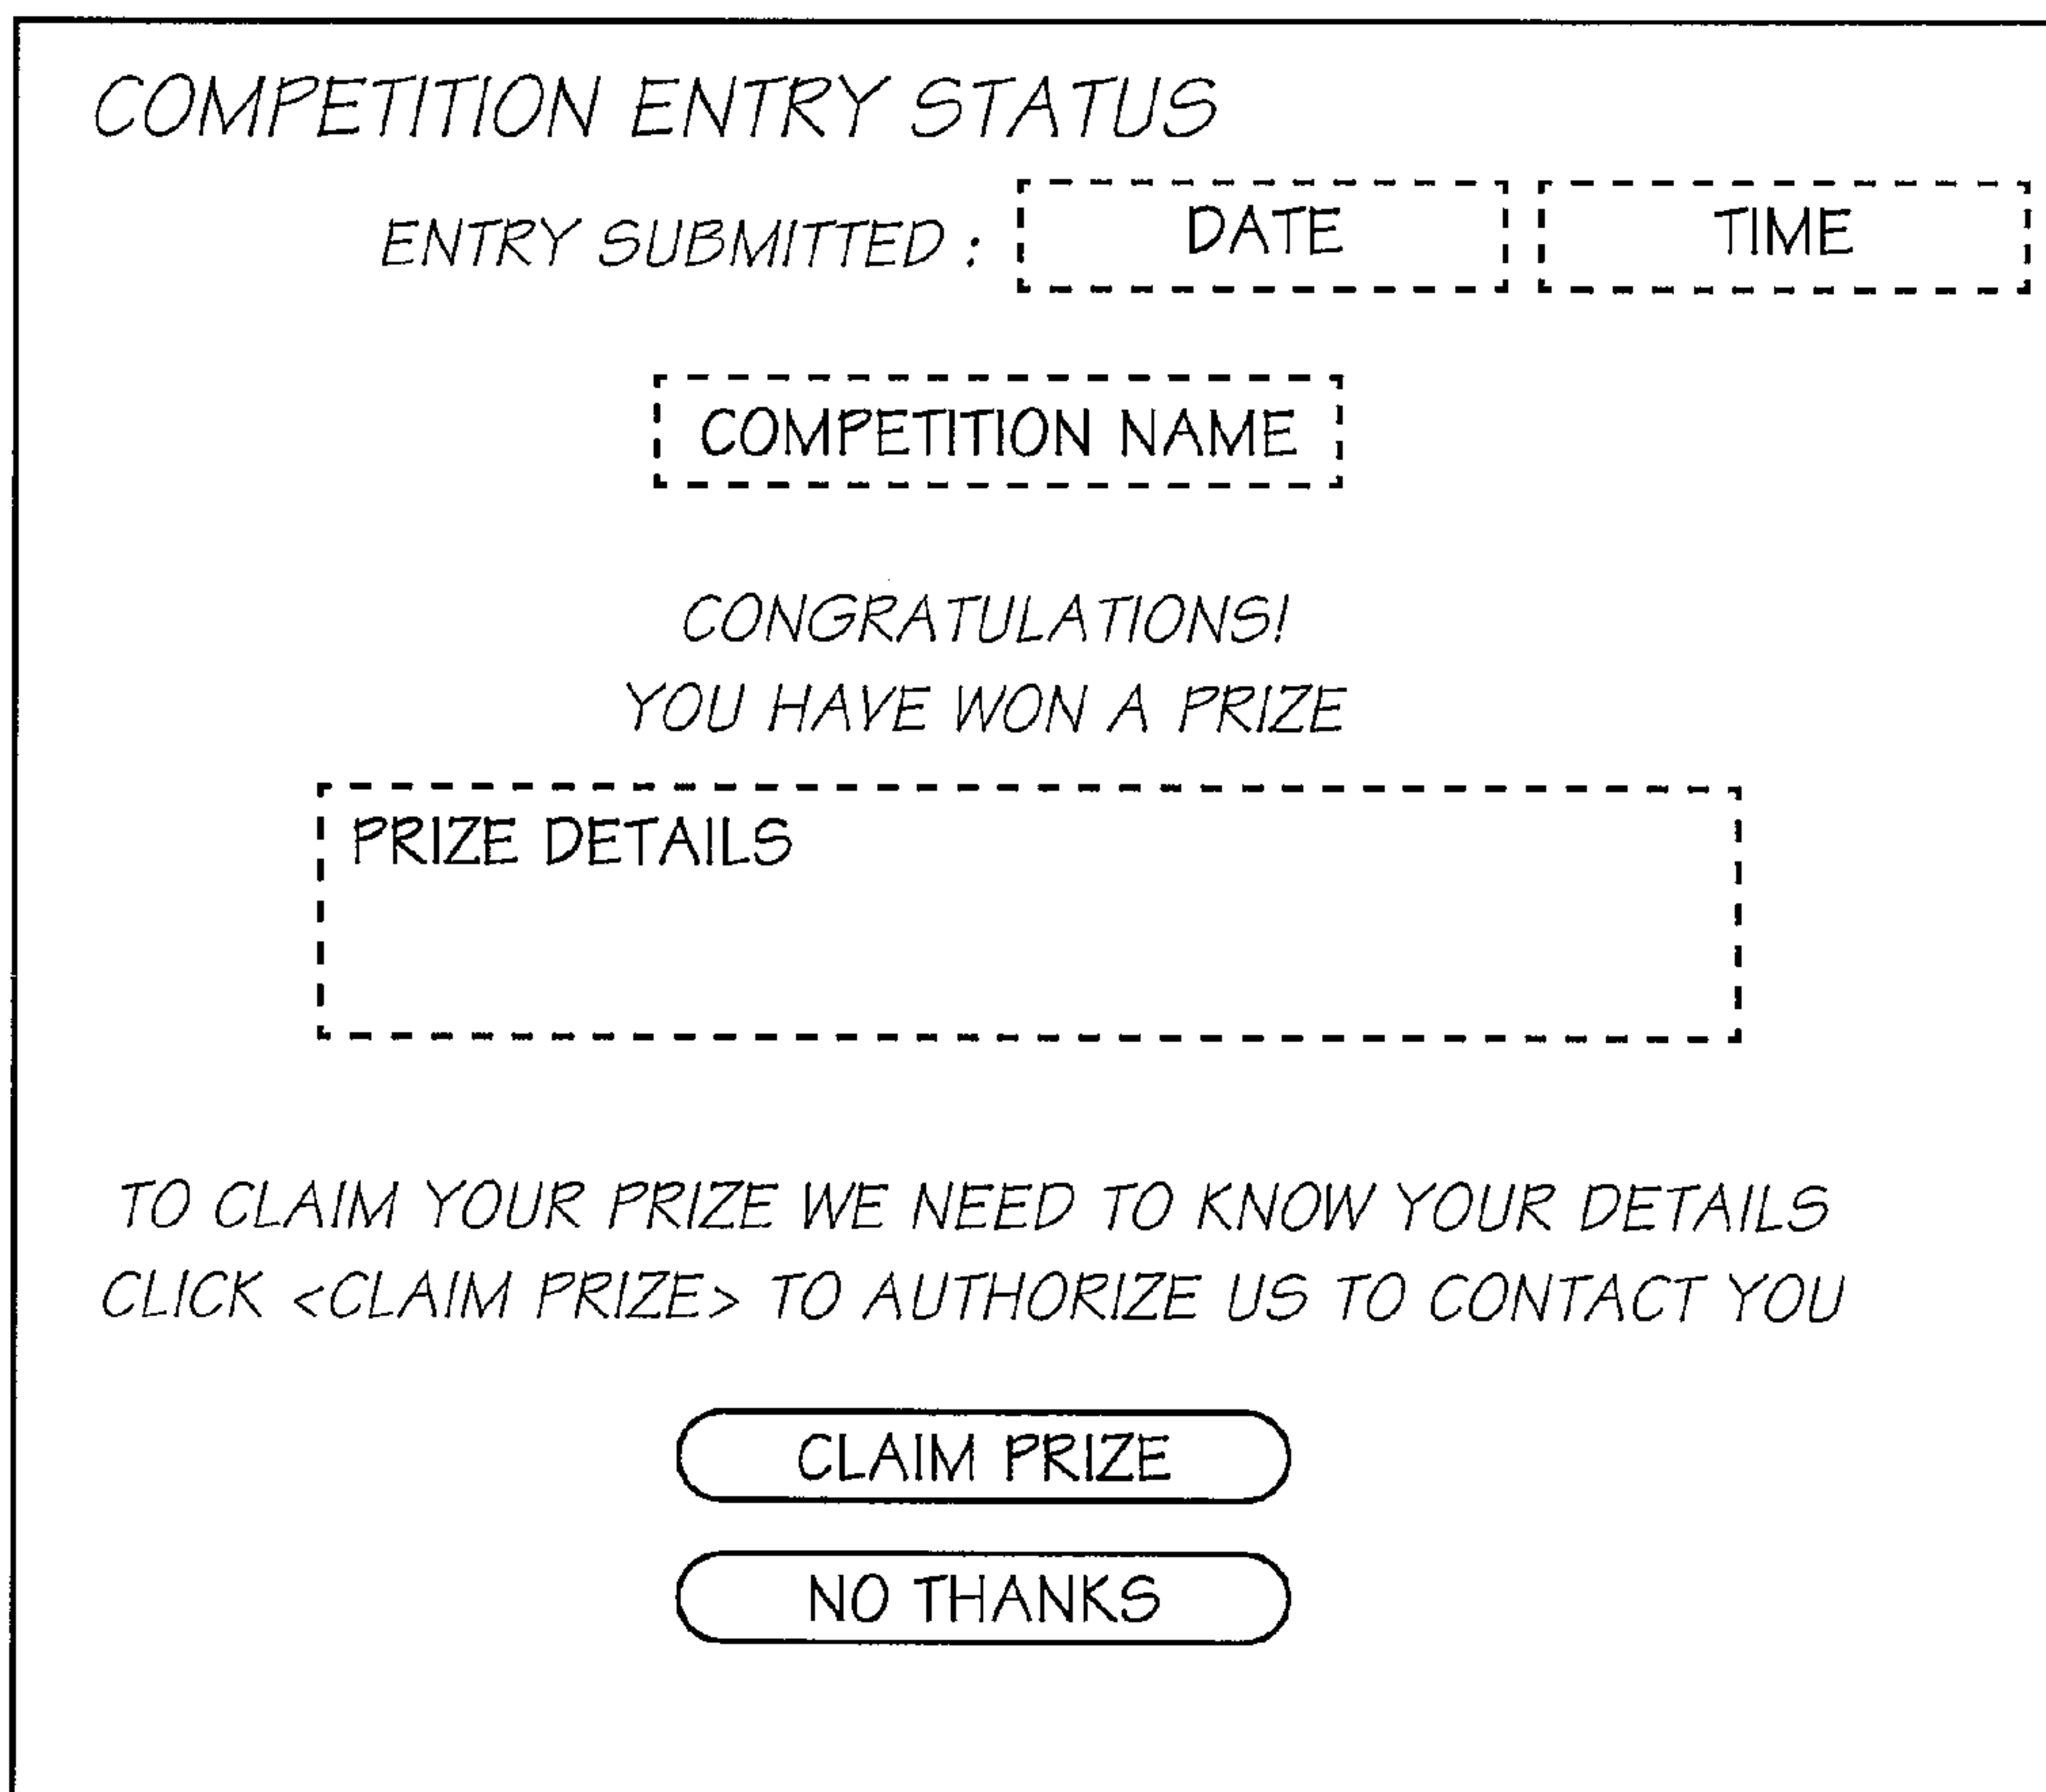 COMPETITION ENTRY STATUS
ENTRY SUBMITTED : DATE TIME
COMPETITION NAME
CONGRATULATIONS!
YOU HAVE WON A PRIZE
PRIZE DETAILS
TO CLAIM YOUR PRIZE WE NEED TO KNOW YOUR DETAILS
CLICK <CLAIM PRIZE> TO AUTHORIZE US TO CONTACT YOU
CLAIM PRIZE
NO THANKS